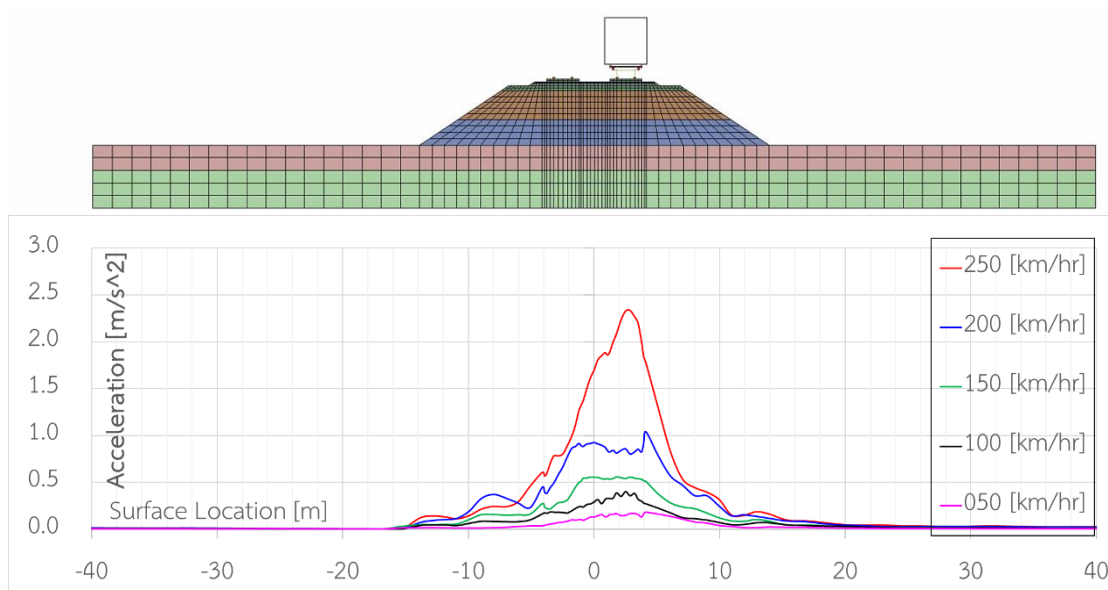 3.0
2.5
2.0
1.5
1.0
0.5
0.0
Acceleration [m/s^2]
Surface Location [m]
250 [km/hr]
200 [km/hr]
150 [km/hr]
100 [km/hr]
050 [km/hr]
-40 -30 -20 -10 0 10 20 30 40